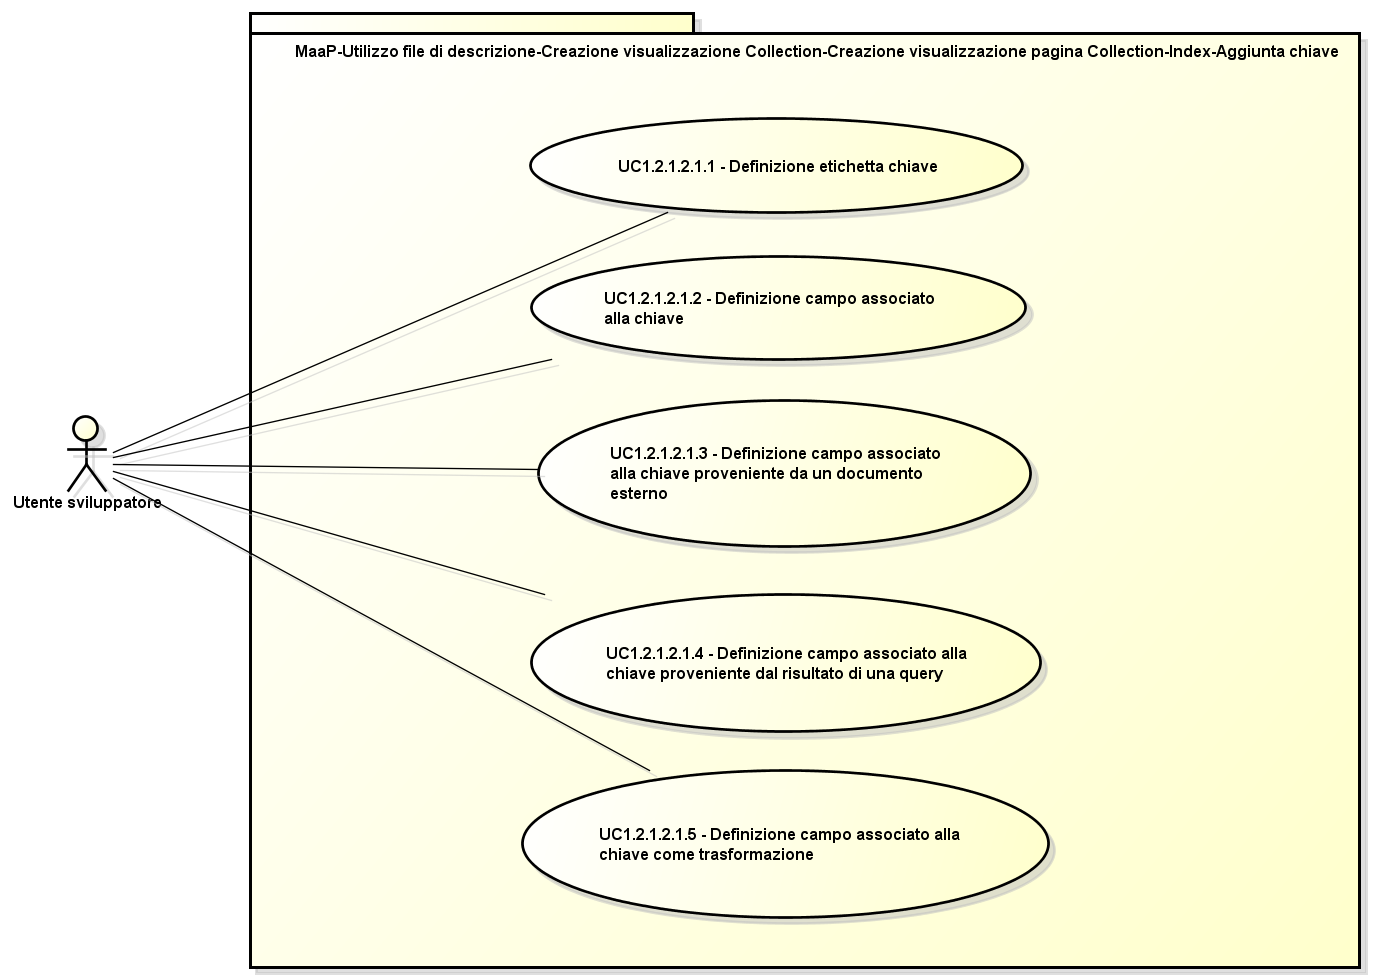 MaaP-Utilizzo file di descrizione-Creazione visualizzazione Collection-Creazione visualizzazione pagina Collection-Index-Aggiunta chiave
UC1.2.1.2.1.1 - Definizione etichetta chiave
UC1.2.1.2.1.2 - Definizione campo associato
alla chiave
UC1.2.1.2.1.3 - Definizione campo associato
alla chiave proveniente da un documento
esterno
Utente sviluppatore
UC1.2.1.2.1.4 - Definizione campo associato alla
chiave proveniente dal risultato di una query
UC1.2.1.2.1.5 - Definizione campo associato alla
chiave come trasformazione